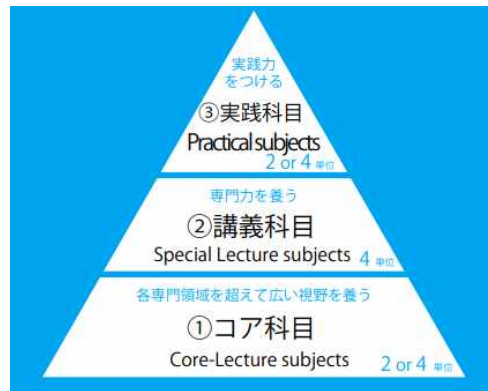 実践力
をつける
③実践科目
Practical subjects
2 or 4 単位
専門力を養う
②講義科目
Special Lecture subjects 4 単位
各専門領域を超えて広い視野を養う
①コア科目
Core-Lecture subjects 2 or 4 単位